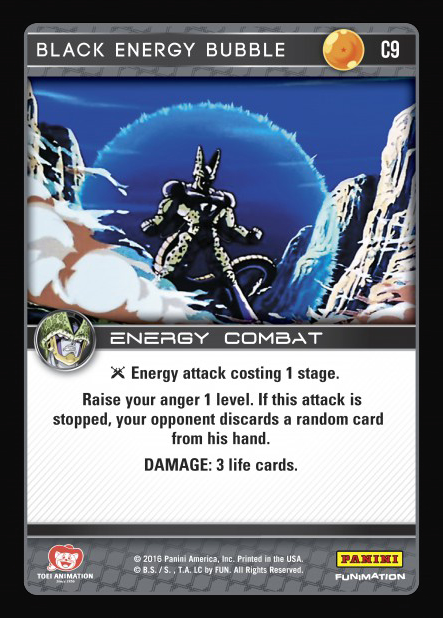 BLACK ENERGY BUBBLE C9
ENERGY COMBAT
Energy attack costing 1 stage.
Raise your anger 1 level. If this attack is
stopped, your opponent discards a random card
from his hand.
DAMAGE: 3 life cards.
TOEI ANIMATION
Since 1956
© 2016 Panini America, Inc. Printed in the USA.
© B.S. / S. , T.A. LC by FUN. All Rights Reserved.
PANINI
FUNIMATION